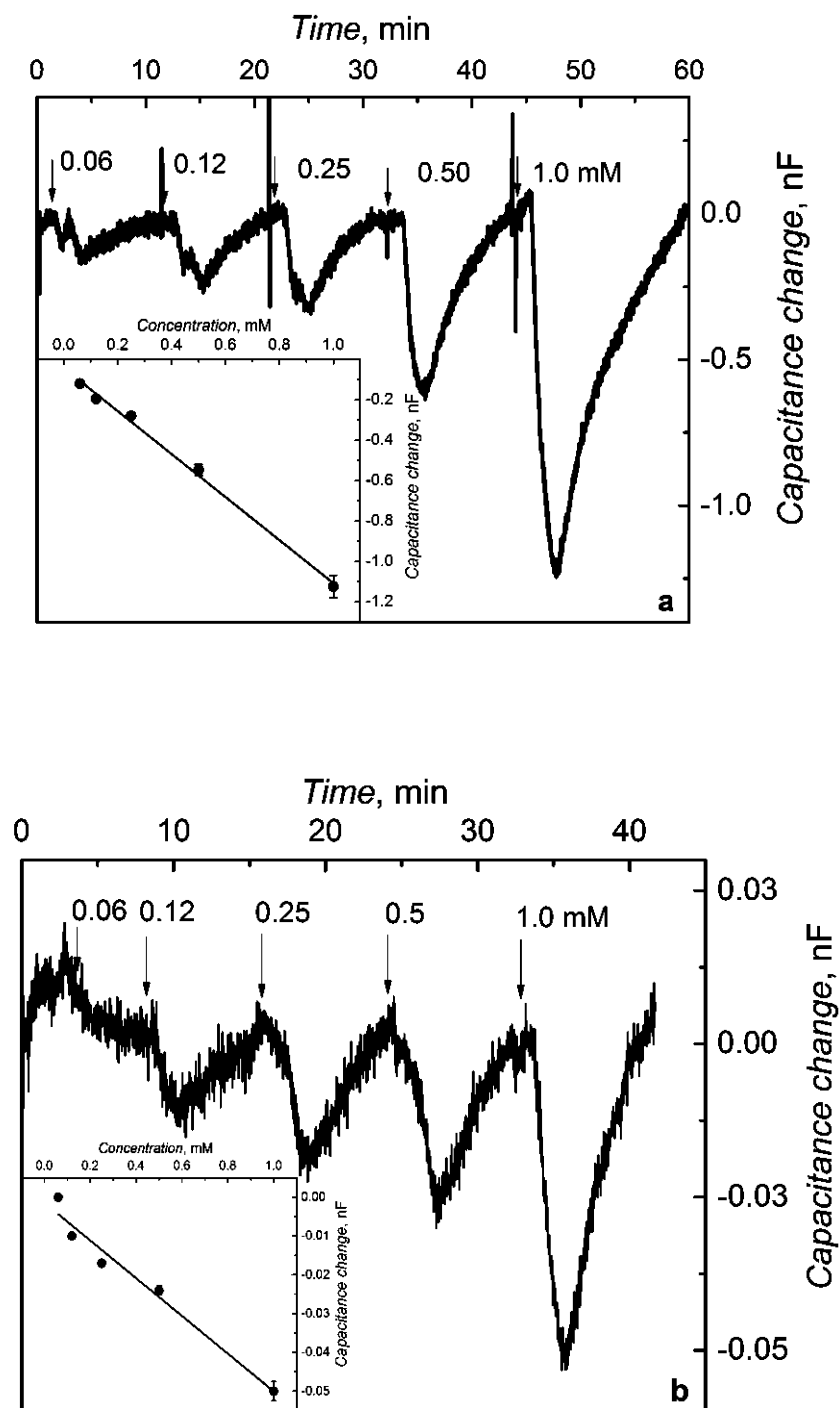 Time, min
0 10 20 30 40 50 60
0.06 0.12 0.25 0.50 1.0 mM
0.0
-0.5
-1.0
Capacitance change, nF
Concentration, mM
0.0 0.2 0.4 0.6 0.8 1.0
-0.2
-0.4
-0.6
-0.8
-1.0
-1.2
Capacitance change, nF
a
Time, min
0 10 20 30 40
0.06 0.12 0.25 0.5 1.0 mM
0.03
0.00
-0.03
-0.05
Capacitance change, nF
Concentration, mM
0.0 0.2 0.4 0.6 0.8 1.0
0.00
-0.01
-0.02
-0.03
-0.04
-0.05
Capacitance change, nF
b